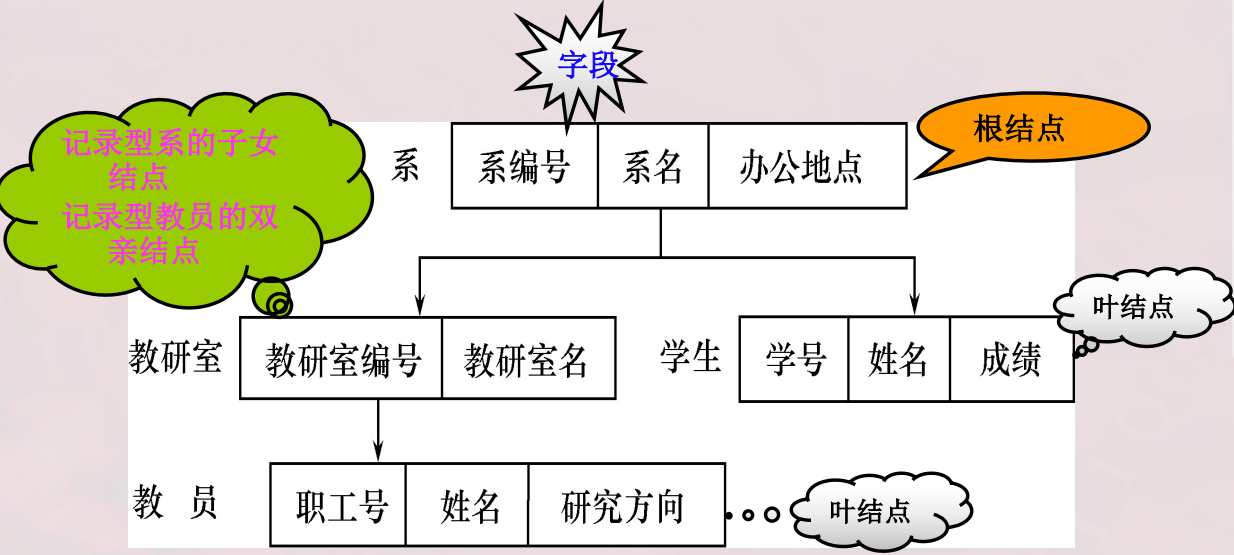 字段
记录型系的子女
结点
记录型教员的双
亲结点
系 系编号 系名 办公地点
根结点
教研室 教研室编号 教研室名
学生 学号 姓名 成绩
叶结点
教 员 职工号 姓名 研究方向
叶结点